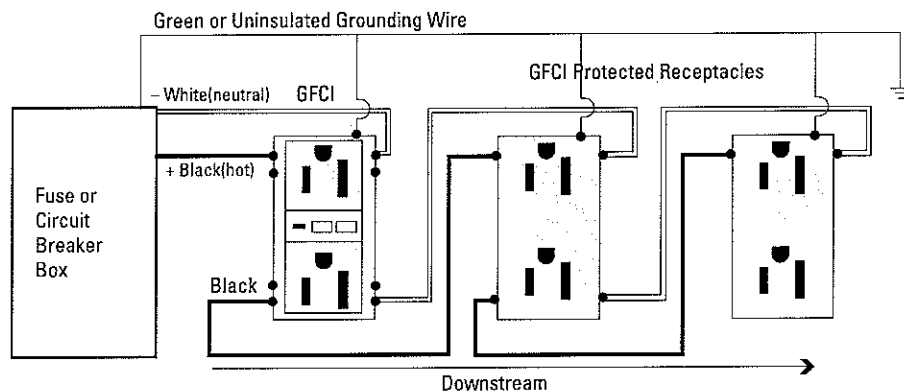 Green or Uninsulated Grounding Wire
GFCI Protected Receptacles
– White(neutral)
GFCI
+ Black(hot)
Fuse or
Circuit
Breaker
Box
Black
Downstream